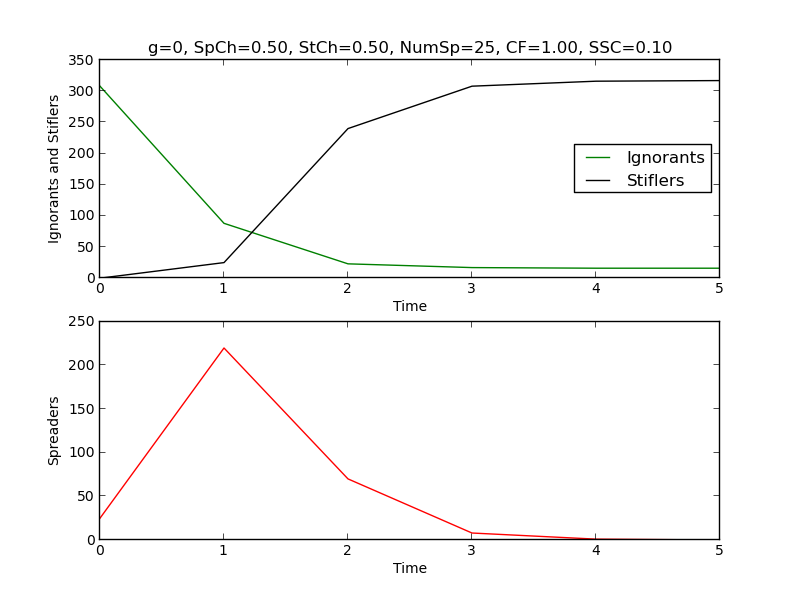 g=0, SpCh=0.50, StCh=0.50, NumSp=25, CF=1.00, SSC=0.10
350
300
250
200
150
100
50
0
Ignorants and Stiflers
Ignorants
Stiflers
0 1 2 3 4 5
Time
250
200
150
100
50
0
Spreaders
0 1 2 3 4 5
Time